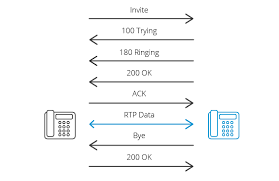 Invite
100 Trying
180 Ringing
200 OK
ACK
RTP Data
Bye
200 OK